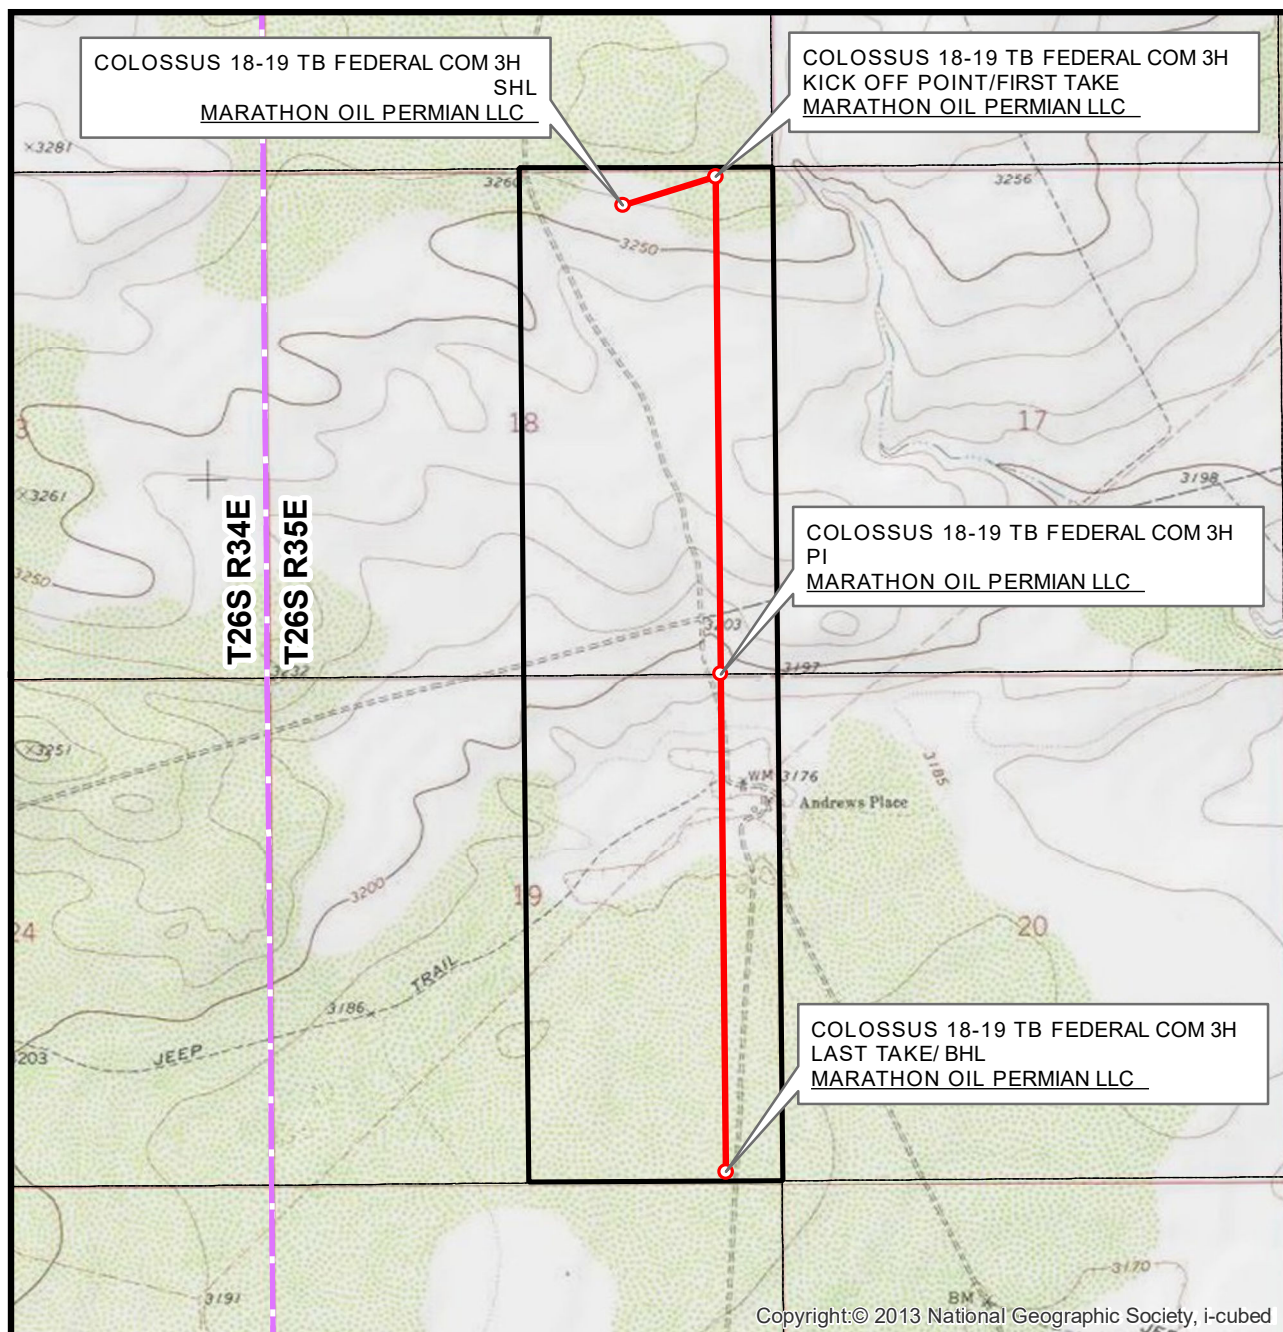 COLOSSUS 18-19 TB FEDERAL COM 3H
SHL
MARATHON OIL PERMIAN LLC
COLOSSUS 18-19 TB FEDERAL COM 3H
KICK OFF POINT/FIRST TAKE
MARATHON OIL PERMIAN LLC
×3281
3256
3250
18
17
×3261
3198
3250
T26S R34E
T26S R35E
COLOSSUS 18-19 TB FEDERAL COM 3H
PI
MARATHON OIL PERMIAN LLC
3203
3197
3232
×3251
3185
WM 3176
Andrews Place
3200
19
24
20
TRAIL
3186
JEEP
3203
COLOSSUS 18-19 TB FEDERAL COM 3H
LAST TAKE/ BHL
MARATHON OIL PERMIAN LLC
3170
3191
BM
Copyright:© 2013 National Geographic Society, i-cubed